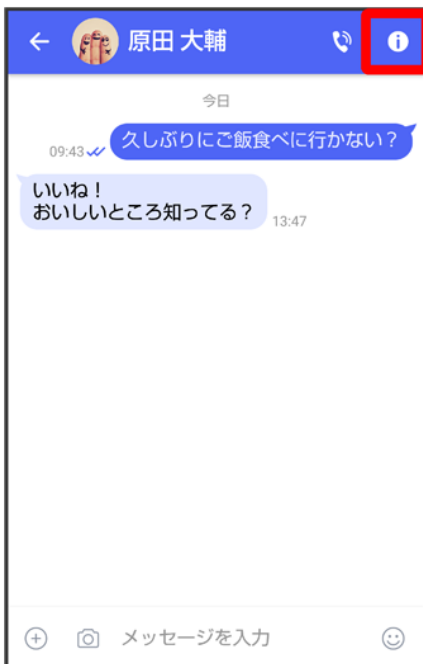 原田 大輔
今日
久しぶりにご飯食べに行かない？
09:43
いいね！
おいしいところ知ってる？
13:47
メッセージを入力